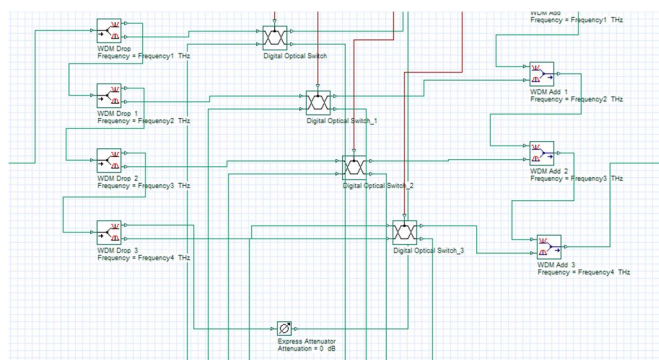 WDM Add
Frequency = Frequency1 THz
WDM Drop
Frequency = Frequency1 THz
Digital Optical Switch
WDM Add 1
Frequency = Frequency2 THz
WDM Drop 1
Frequency = Frequency2 THz
Digital Optical Switch_1
WDM Add 2
Frequency = Frequency3 THz
WDM Drop 2
Frequency = Frequency3 THz
Digital Optical Switch_2
WDM Drop 3
Frequency = Frequency4 THz
Digital Optical Switch_3
WDM Add 3
Frequency = Frequency4 THz
Express Attenuator
Attenuation = 0 dB